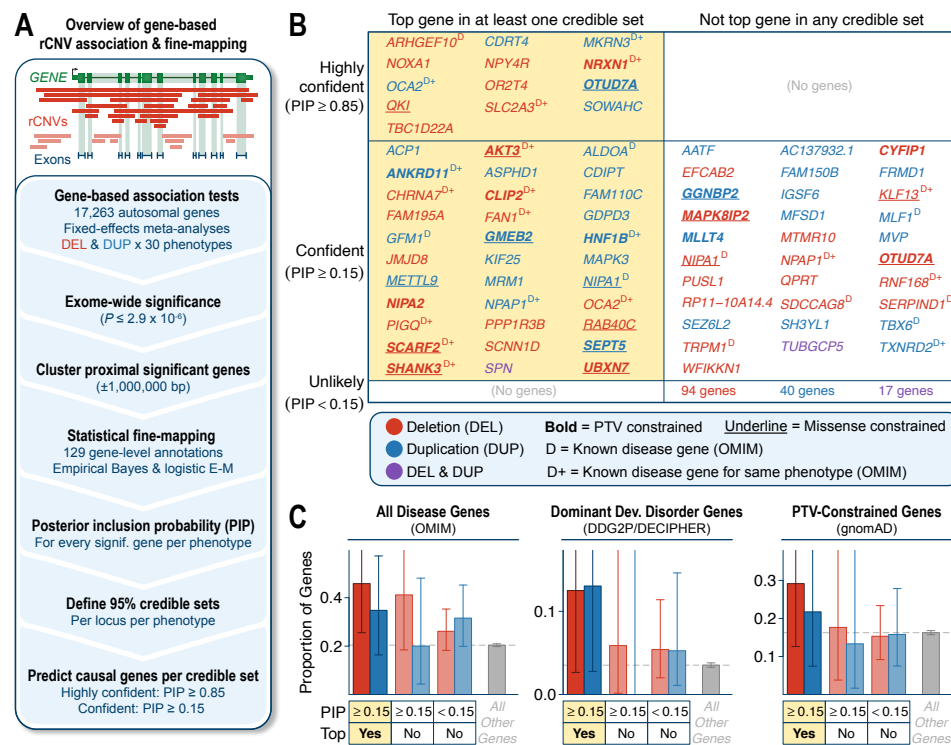 A
Overview of gene-based
rCNV association & fine-mapping
GENE
rCNVs
Exons
Gene-based association tests
17,263 autosomal genes
Fixed-effects meta-analyses
DEL & DUP x 30 phenotypes
Exome-wide significance
(P ≤ 2.9 x 10⁻⁶)
Cluster proximal significant genes
(±1,000,000 bp)
Statistical fine-mapping
129 gene-level annotations
Empirical Bayes & logistic E-M
Posterior inclusion probability (PIP)
For every signif. gene per phenotype
Define 95% credible sets
Per locus per phenotype
Predict causal genes per credible set
Highly confident: PIP ≥ 0.85
Confident: PIP ≥ 0.15
B
Top gene in at least one credible set Not top gene in any credible set
Highly
confident
(PIP ≥ 0.85)
ARHGEF10ᴰ CDRT4 MKRN3ᴰ⁺
NOXA1 NPY4R NRXN1ᴰ⁺
OCA2ᴰ⁺ OR2T4 OTUD7A
QKI SLC2A3ᴰ⁺ SOWAHC
TBC1D22A
(No genes)
Confident
(PIP ≥ 0.15)
ACP1 AKT3ᴰ⁺ ALDOAᴰ
ANKRD11ᴰ⁺ ASPHD1 CDIPT
CHRNA7ᴰ⁺ CLIP2ᴰ⁺ FAM110C
FAM195A FAN1ᴰ⁺ GDPD3
GFM1ᴰ GMEB2 HNF1Bᴰ⁺
JMJD8 KIF25 MAPK3
METTL9 MRM1 NIPA1ᴰ
NIPA2 NPAP1ᴰ⁺ OCA2ᴰ⁺
PIGQᴰ⁺ PPP1R3B RAB40C
SCARF2ᴰ⁺ SCNN1D SEPT5
SHANK3ᴰ⁺ SPN UBXN7
AATF AC137932.1 CYFIP1
EFCAB2 FAM150B FRMD1
GGNBP2 IGSF6 KLF13ᴰ⁺
MAPK8IP2 MFSD1 MLF1ᴰ
MLLT4 MTMR10 MVP
NIPA1ᴰ NPAP1ᴰ⁺ OTUD7A
PUSL1 QPRT RNF168ᴰ⁺
RP11−10A14.4 SDCCAG8ᴰ SERPIND1ᴰ
SEZ6L2 SH3YL1 TBX6ᴰ
TRPM1ᴰ TUBGCP5 TXNRD2ᴰ⁺
WFIKKN1
Unlikely
(PIP < 0.15)
(No genes) 94 genes 40 genes 17 genes
Deletion (DEL) Bold = PTV constrained Underline = Missense constrained
Duplication (DUP) D = Known disease gene (OMIM)
DEL & DUP D+ = Known disease gene for same phenotype (OMIM)
C
All Disease Genes
(OMIM)
Dominant Dev. Disorder Genes
(DDG2P/DECIPHER)
PTV-Constrained Genes
(gnomAD)
Proportion of Genes
0.4
0.2
0.1
0.0
0.3
0.2
0.1
PIP ≥ 0.15 ≥ 0.15 < 0.15
Top Yes No No
All
Other
Genes
≥ 0.15 ≥ 0.15 < 0.15
Yes No No
All
Other
Genes
≥ 0.15 ≥ 0.15 < 0.15
Yes No No
All
Other
Genes